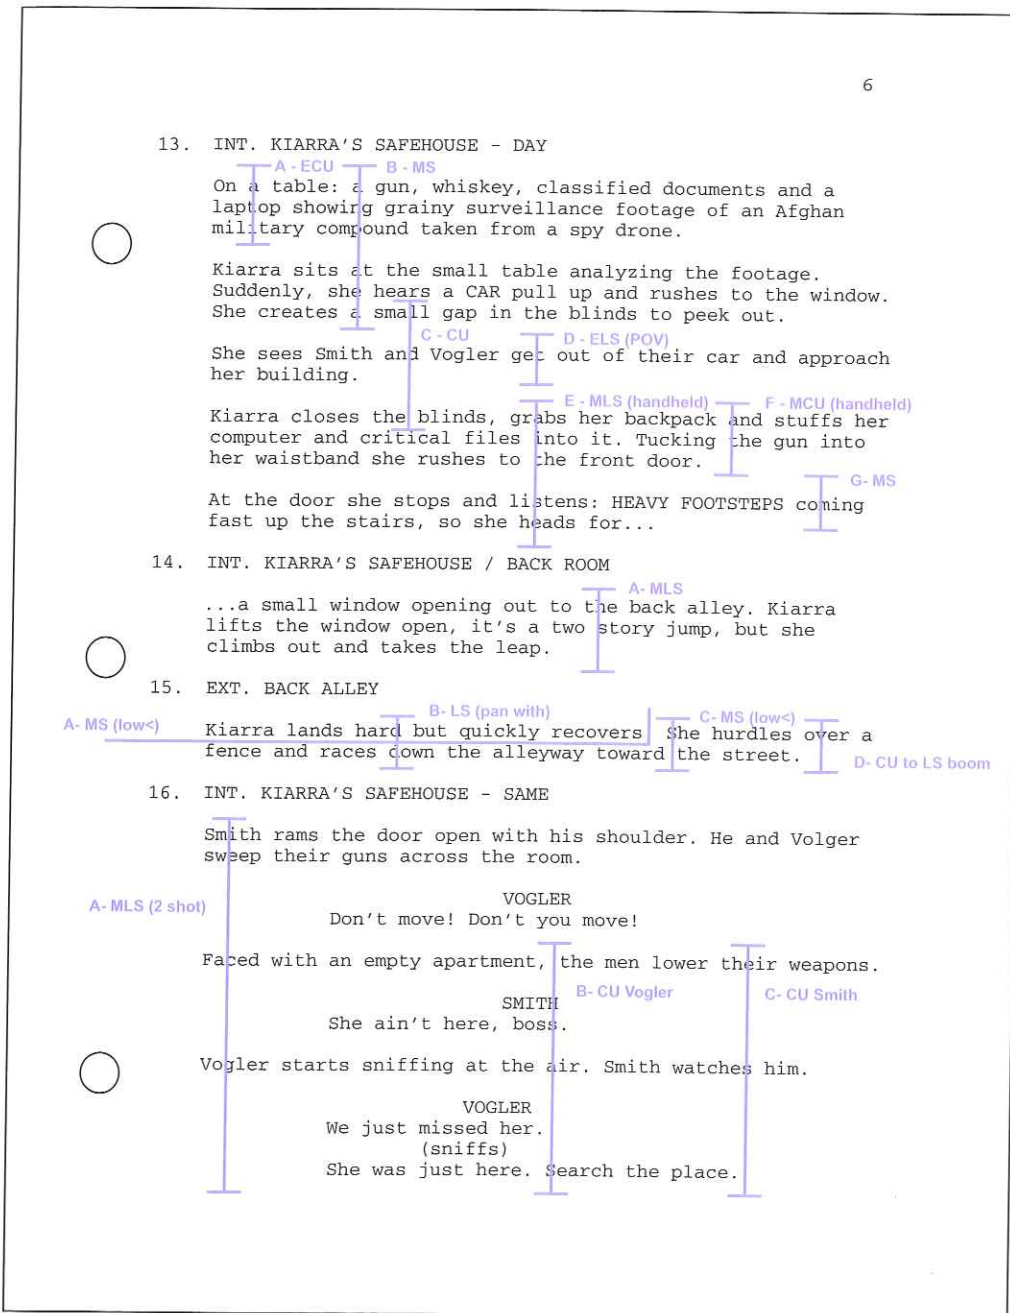 6
13. INT. KIARRA'S SAFEHOUSE - DAY
A - ECU
B - MS
On a table: a gun, whiskey, classified documents and a
laptop showing grainy surveillance footage of an Afghan
military compound taken from a spy drone.
Kiarra sits at the small table analyzing the footage.
Suddenly, she hears a CAR pull up and rushes to the window.
She creates a small gap in the blinds to peek out.
C - CU
D - ELS (POV)
She sees Smith and Vogler get out of their car and approach
her building.
E - MLS (handheld)
F - MCU (handheld)
Kiarra closes the blinds, grabs her backpack and stuffs her
computer and critical files into it. Tucking the gun into
her waistband she rushes to the front door.
G- MS
At the door she stops and listens: HEAVY FOOTSTEPS coming
fast up the stairs, so she heads for...
14. INT. KIARRA'S SAFEHOUSE / BACK ROOM
A- MLS
...a small window opening out to the back alley. Kiarra
lifts the window open, it's a two story jump, but she
climbs out and takes the leap.
15. EXT. BACK ALLEY
A- MS (low<)
B- LS (pan with)
C- MS (low<)
Kiarra lands hard but quickly recovers She hurdles over a
fence and races down the alleyway toward the street.
D- CU to LS boom
16. INT. KIARRA'S SAFEHOUSE - SAME
Smith rams the door open with his shoulder. He and Volger
sweep their guns across the room.
A- MLS (2 shot)
VOGLER
Don't move! Don't you move!
Faced with an empty apartment, the men lower their weapons.
B- CU Vogler
C- CU Smith
SMITH
She ain't here, boss.
Vogler starts sniffing at the air. Smith watches him.
VOGLER
We just missed her.
(sniffs)
She was just here. Search the place.